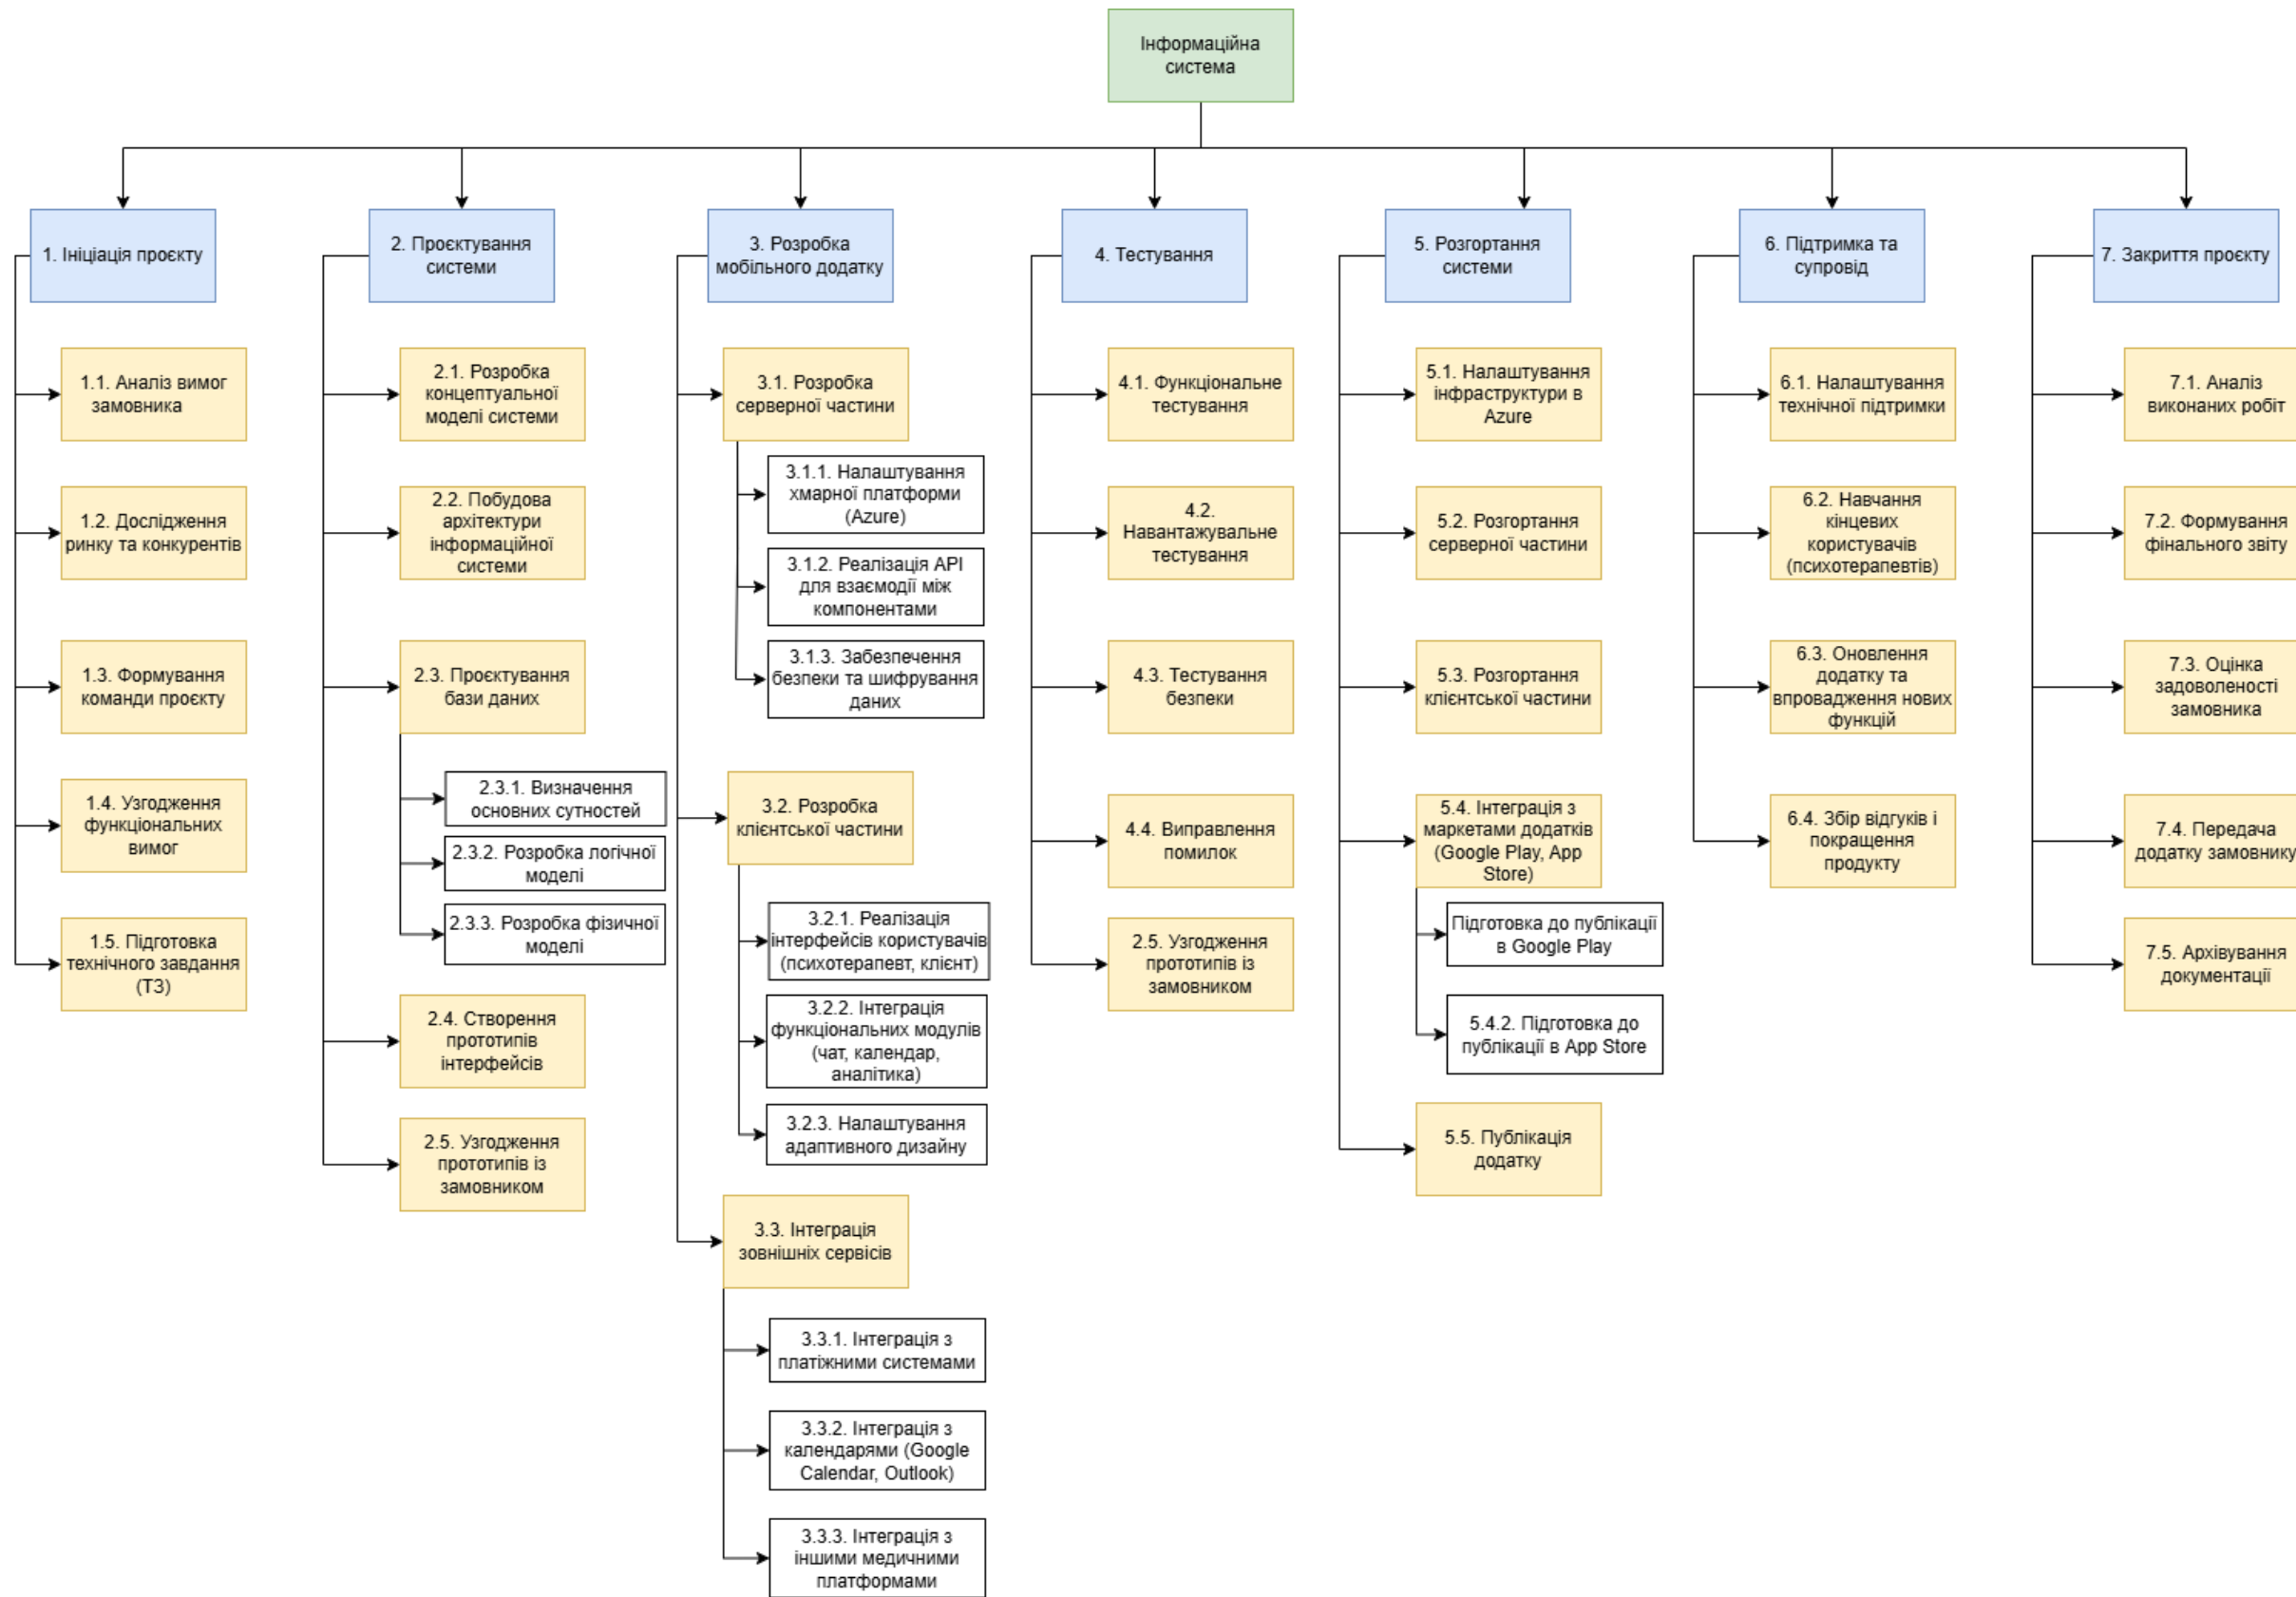 Інформаційна
система
1. Ініціація проєкту
2. Проєктування
системи
3. Розробка
мобільного додатку
4. Тестування
5. Розгортання
системи
6. Підтримка та
супровід
7. Закриття проєкту
1.1. Аналіз вимог
замовника
1.2. Дослідження
ринку та конкурентів
1.3. Формування
команди проєкту
1.4. Узгодження
функціональних
вимог
1.5. Підготовка
технічного завдання
(ТЗ)
2.1. Розробка
концептуальної
моделі системи
2.2. Побудова
архітектури
інформаційної
системи
2.3. Проєктування
бази даних
2.3.1. Визначення
основних сутностей
2.3.2. Розробка логічної
моделі
2.3.3. Розробка фізичної
моделі
2.4. Створення
прототипів
інтерфейсів
2.5. Узгодження
прототипів із
замовником
3.1. Розробка
серверної частини
3.1.1. Налаштування
хмарної платформи
(Azure)
3.1.2. Реалізація API
для взаємодії між
компонентами
3.1.3. Забезпечення
безпеки та шифрування
даних
3.2. Розробка
клієнтської частини
3.2.1. Реалізація
інтерфейсів користувачів
(психотерапевт, клієнт)
3.2.2. Інтеграція
функціональних модулів
(чат, календар,
аналітика)
3.2.3. Налаштування
адаптивного дизайну
3.3. Інтеграція
зовнішніх сервісів
3.3.1. Інтеграція з
платіжними системами
3.3.2. Інтеграція з
календарями (Google
Calendar, Outlook)
3.3.3. Інтеграція з
іншими медичними
платформами
4.1. Функціональне
тестування
4.2.
Навантажувальне
тестування
4.3. Тестування
безпеки
4.4. Виправлення
помилок
2.5. Узгодження
прототипів із
замовником
5.1. Налаштування
інфраструктури в
Azure
5.2. Розгортання
серверної частини
5.3. Розгортання
клієнтської частини
5.4. Інтеграція з
маркетами додатків
(Google Play, App
Store)
Підготовка до публікації
в Google Play
5.4.2. Підготовка до
публікації в App Store
5.5. Публікація
додатку
6.1. Налаштування
технічної підтримки
6.2. Навчання
кінцевих
користувачів
(психотерапевтів)
6.3. Оновлення
додатку та
впровадження нових
функцій
6.4. Збір відгуків і
покращення
продукту
7.1. Аналіз
виконаних робіт
7.2. Формування
фінального звіту
7.3. Оцінка
задоволеності
замовника
7.4. Передача
додатку замовнику
7.5. Архівування
документації